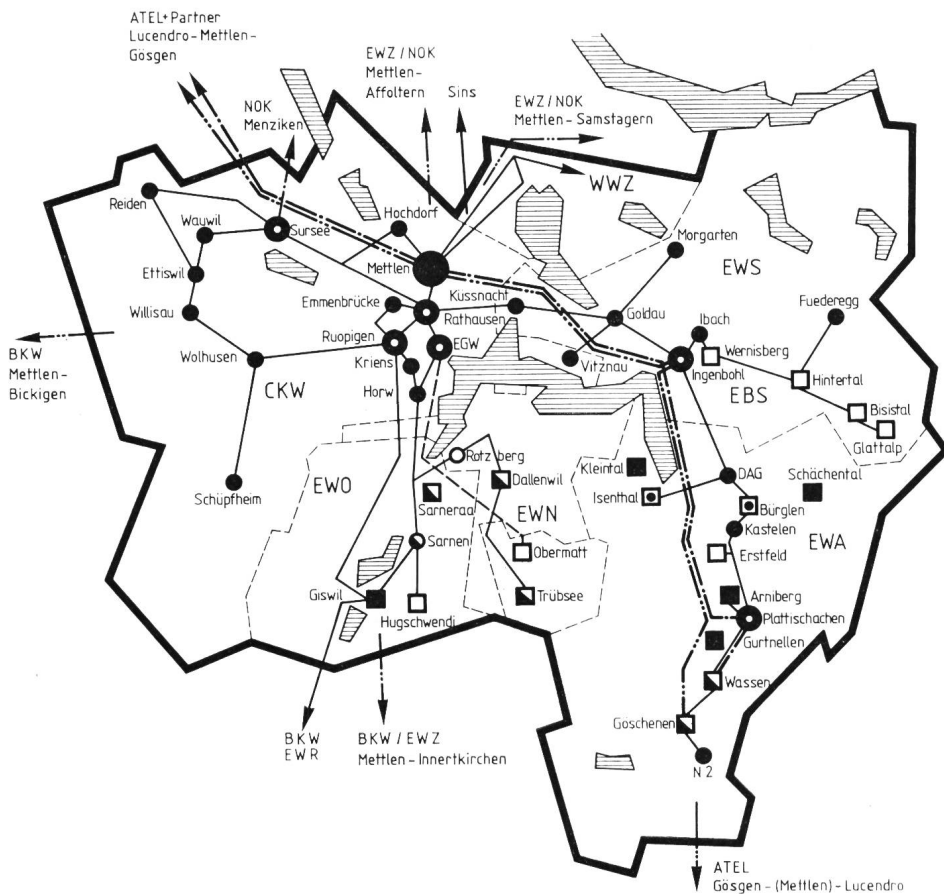 ATEL+Partner
Lucendro-Mettlen-
Gösgen
EWZ/NOK
Mettlen-
Affoltern
Sins
NOK
Menziken
EWZ/NOK
Mettlen-Samstagern
WWZ
Reiden
Wauwil
Sursee
Hochdorf
Morgarten
EWS
Mettlen
Ettiswil
Emmenbrücke
Küssnacht
Fuederegg
Willisau
Rathausen
Goldau
Ibach
Ruopigen
EGW
Wernisberg
BKW
Mettlen-
Bickigen
Wolhusen
Kriens
Vitznau
Ingenbohl
Hintertal
CKW
Horw
EBS
Bisistal
Glattalp
Rotzberg
Kleintal
DAG
Schächental
Schüpfheim
EWO
Dallenwil
Isenthal
Bürglen
Sarneraa
EWN
Kastelen
EWA
Sarnen
Obermatt
Erstfeld
Giswil
Trübsee
Arniberg
Hugschwendi
Plattischachen
Gurtnellen
Wassen
Göschenen
BKW
EWR
BKW/EWZ
Mettlen-Innertkirchen
N2
ATEL
Gösgen-(Mettlen)-Lucendro